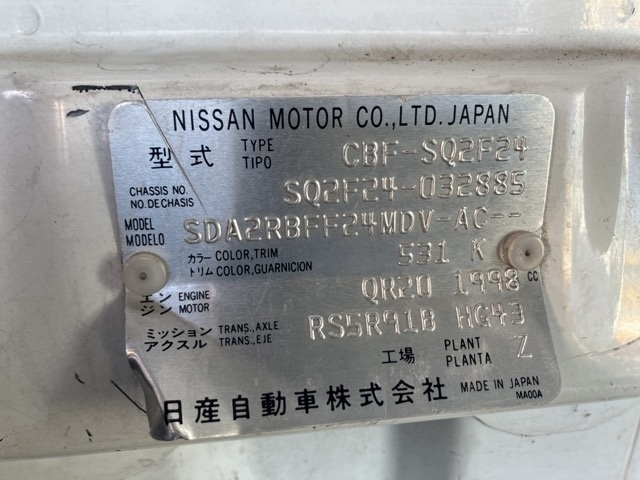 NISSAN MOTOR CO.,LTD. JAPAN
型式 TYPE TIPO CBF-SQ2F24
CHASSIS NO. NO.DE CHASIS SQ2F24-032885
MODEL MODELO SDA2RBFF24MDV-AC--
カラー COLOR,TRIM トリム COLOR,GUARNICION 531 K
エンジン ENGINE MOTOR QR20 1998 cc
ミッション TRANS.,AXLE アクスル TRANS.,EJE RS5R91B HG43
工場 PLANT PLANTA Z
日産自動車株式会社 MADE IN JAPAN
MA00A